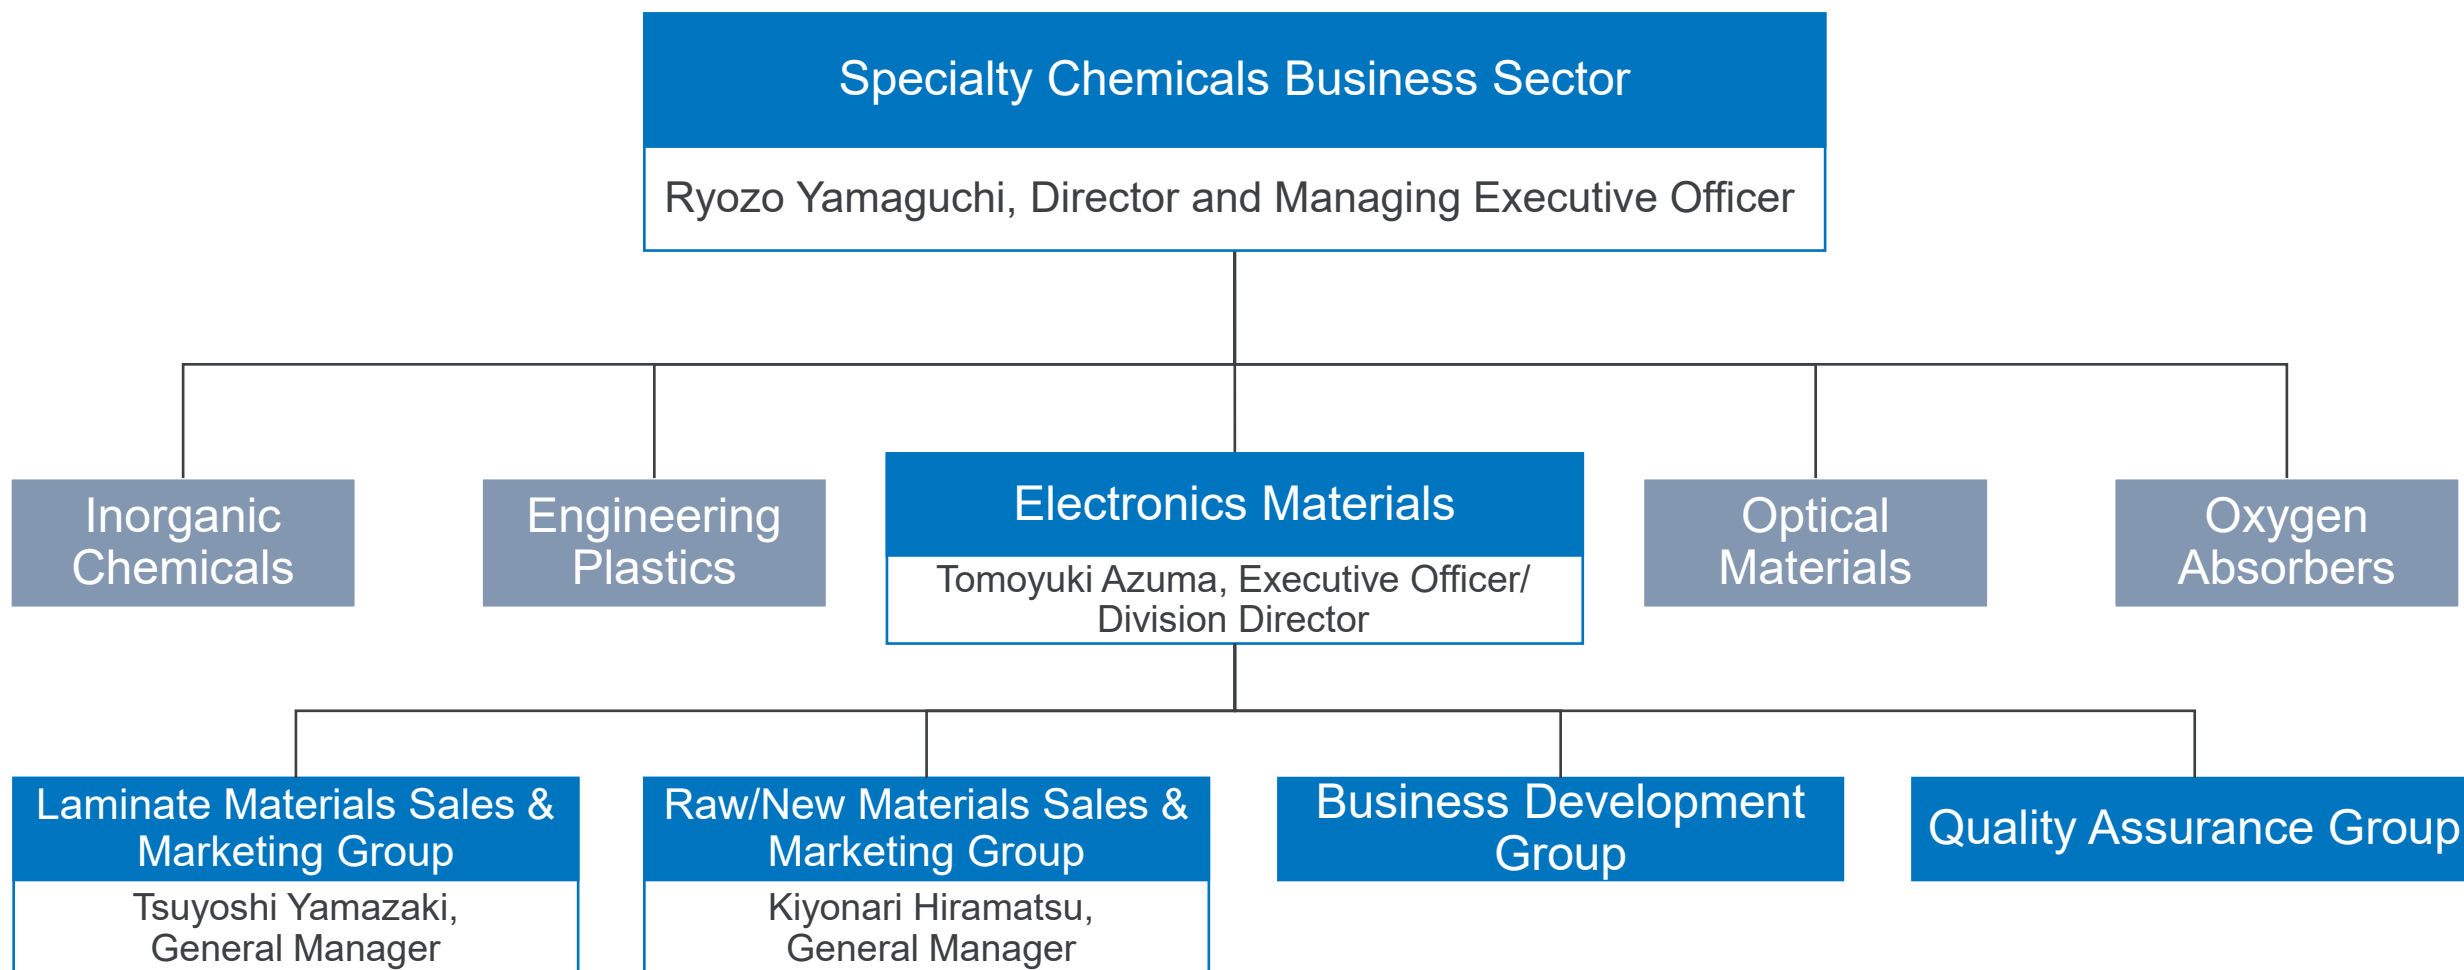 Specialty Chemicals Business Sector
Ryozo Yamaguchi, Director and Managing Executive Officer
Inorganic
Chemicals
Engineering
Plastics
Electronics Materials
Tomoyuki Azuma, Executive Officer/
Division Director
Optical
Materials
Oxygen
Absorbers
Laminate Materials Sales &
Marketing Group
Tsuyoshi Yamazaki,
General Manager
Raw/New Materials Sales &
Marketing Group
Kiyonari Hiramatsu,
General Manager
Business Development
Group
Quality Assurance Group